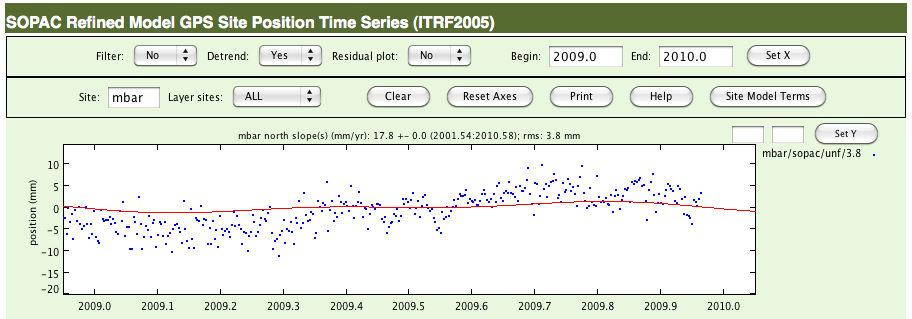 SOPAC Refined Model GPS Site Position Time Series (ITRF2005)
Filter: No Detrend: Yes Residual plot: No Begin: 2009.0 End: 2010.0 Set X
Site: mbar Layer sites: ALL Clear Reset Axes Print Help Site Model Terms
mbar north slope(s) (mm/yr): 17.8 +- 0.0 (2001.54:2010.58); rms: 3.8 mm
Set Y
mbar/sopac/unf/3.8
position (mm)
10
5
0
-5
-10
-15
-20
2009.0 2009.1 2009.2 2009.3 2009.4 2009.5 2009.6 2009.7 2009.8 2009.9 2010.0